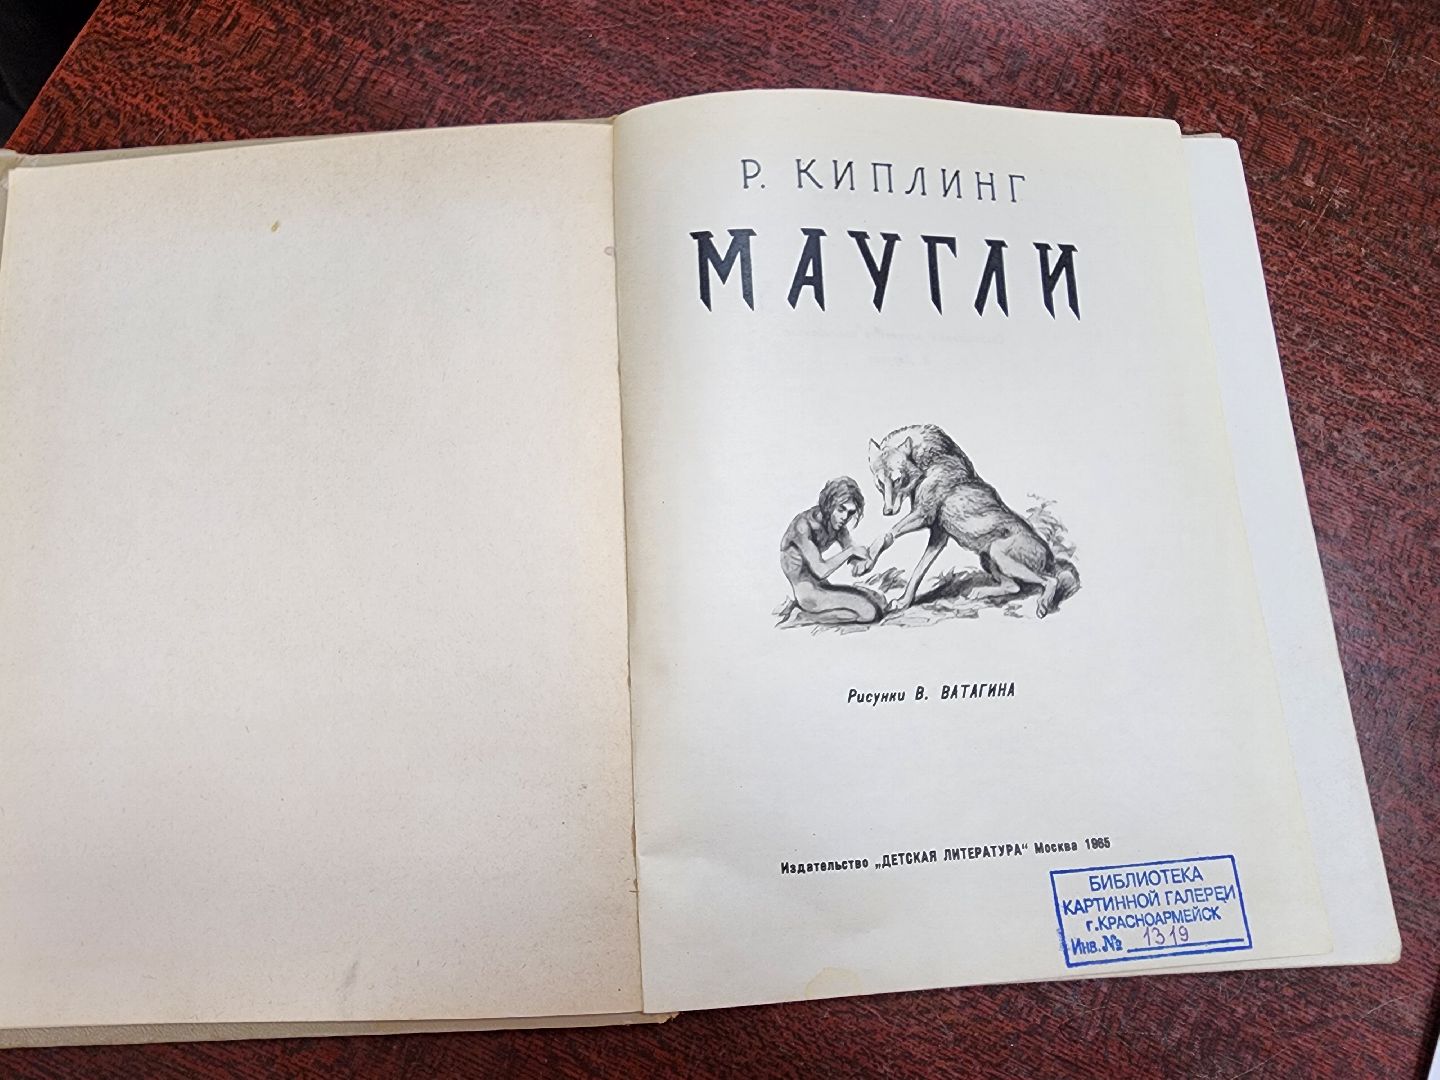 Р. КИПЛИНГ
МАУГЛИ
Рисунки В. ВАТАГИНА
Издательство „ДЕТСКАЯ ЛИТЕРАТУРА" Москва 1965
БИБЛИОТЕКА
КАРТИННОЙ ГАЛЕРЕИ
г.КРАСНОАРМЕЙСК
Инв.№ 1319